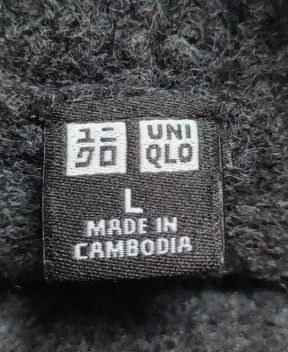 ユニ UNI
クロ QLO
L
MADE IN
CAMBODIA